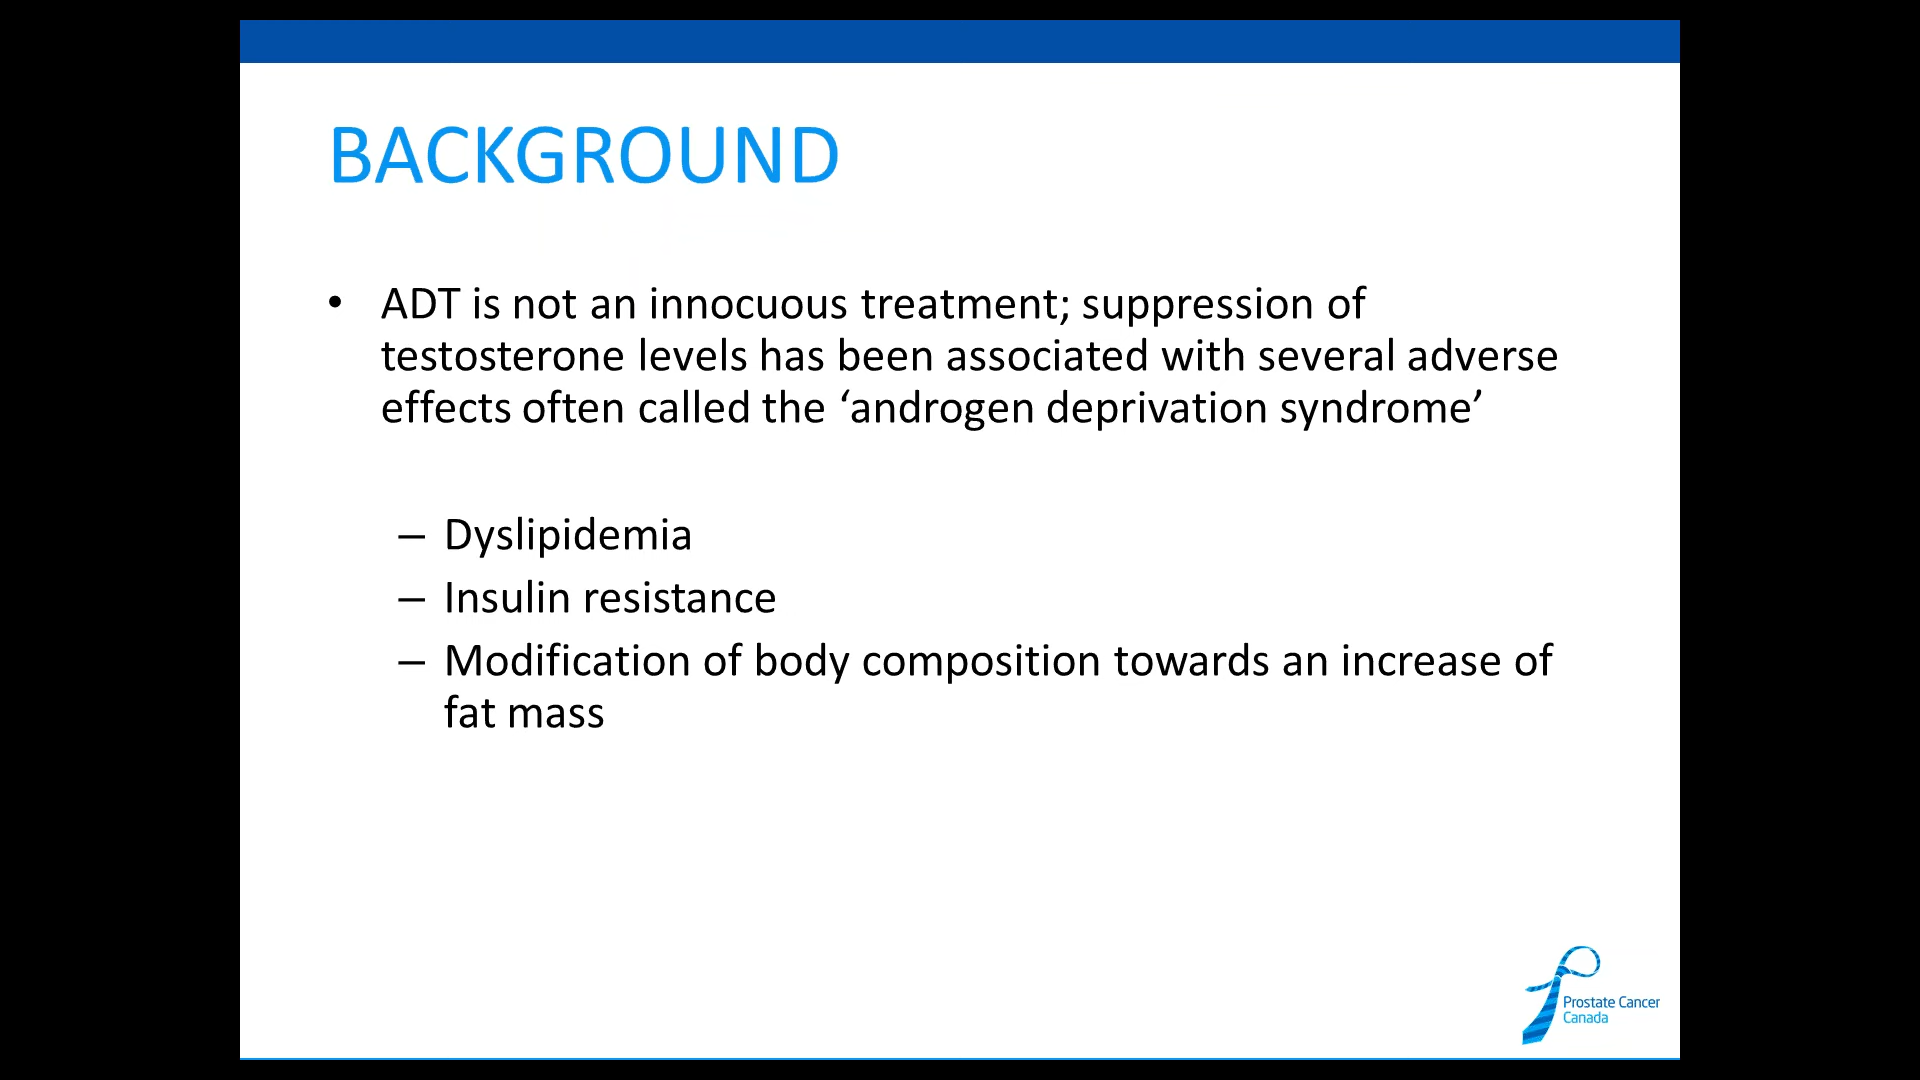 BACKGROUND
• ADT is not an innocuous treatment; suppression of
testosterone levels has been associated with several adverse
effects often called the ‘androgen deprivation syndrome’
– Dyslipidemia
– Insulin resistance
– Modification of body composition towards an increase of
fat mass
Prostate Cancer
Canada